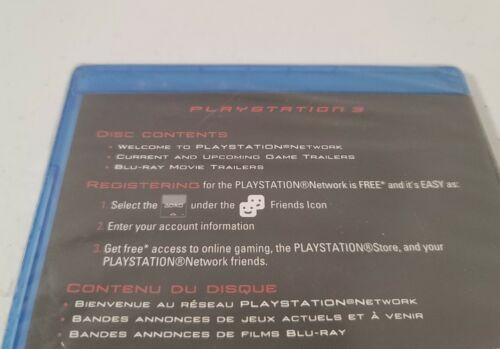 PLAYSTATION 3
DISC CONTENTS
• WELCOME TO PLAYSTATION®NETWORK
• CURRENT AND UPCOMING GAME TRAILERS
• BLU-RAY MOVIE TRAILERS
REGISTERING for the PLAYSTATION®Network is FREE* and it's EASY as:
1. Select the under the Friends Icon
2. Enter your account information
3. Get free* access to online gaming, the PLAYSTATION®Store, and your
PLAYSTATION®Network friends.
CONTENU DU DISQUE
• BIENVENUE AU RÉSEAU PLAYSTATION®NETWORK
• BANDES ANNONCES DE JEUX ACTUELS ET À VENIR
• BANDES ANNONCES DE FILMS BLU-RAY